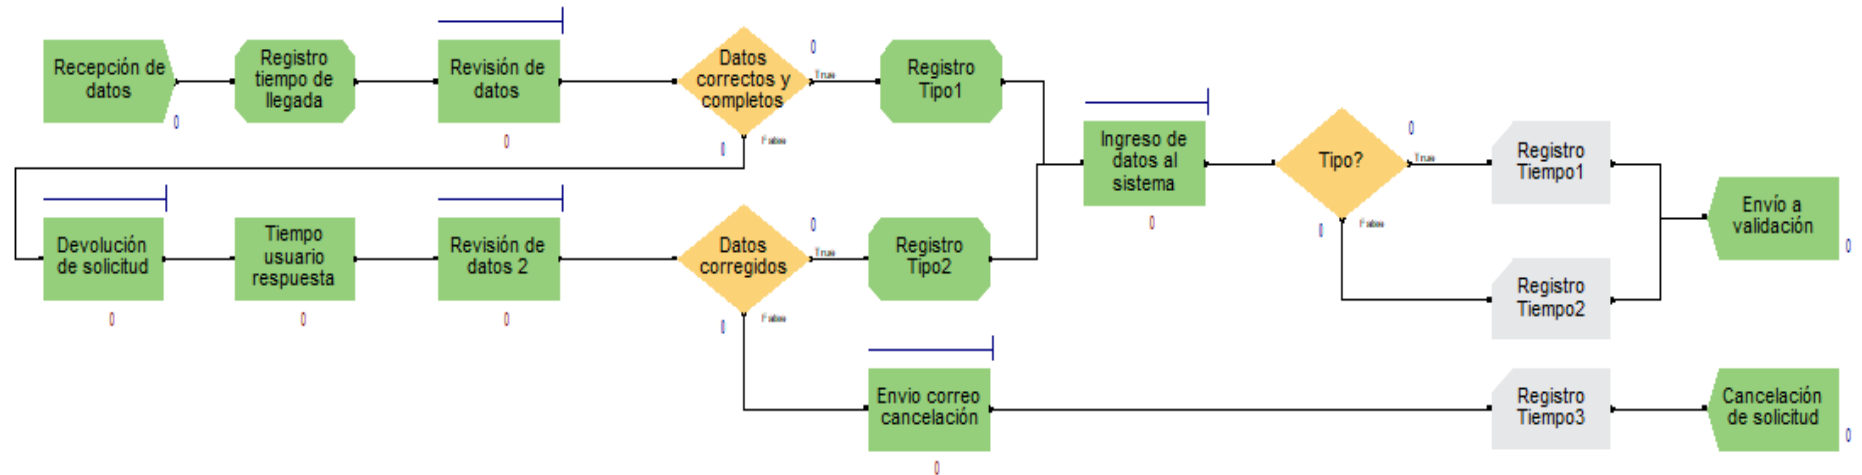 Recepción de
datos
0
Registro
tiempo de
llegada
Revisión de
datos
0
Datos
correctos y
completos
0
True
0
False
Registro
Tipo1
Devolución
de solicitud
0
Tiempo
usuario
respuesta
0
Revisión de
datos 2
0
Datos
corregidos
0
True
0
False
Registro
Tipo2
Ingreso de
datos al
sistema
0
Tipo?
0
True
0
False
Registro
Tiempo1
Registro
Tiempo2
Envío a
validación
0
Envio correo
cancelación
0
Registro
Tiempo3
Cancelación
de solicitud
0